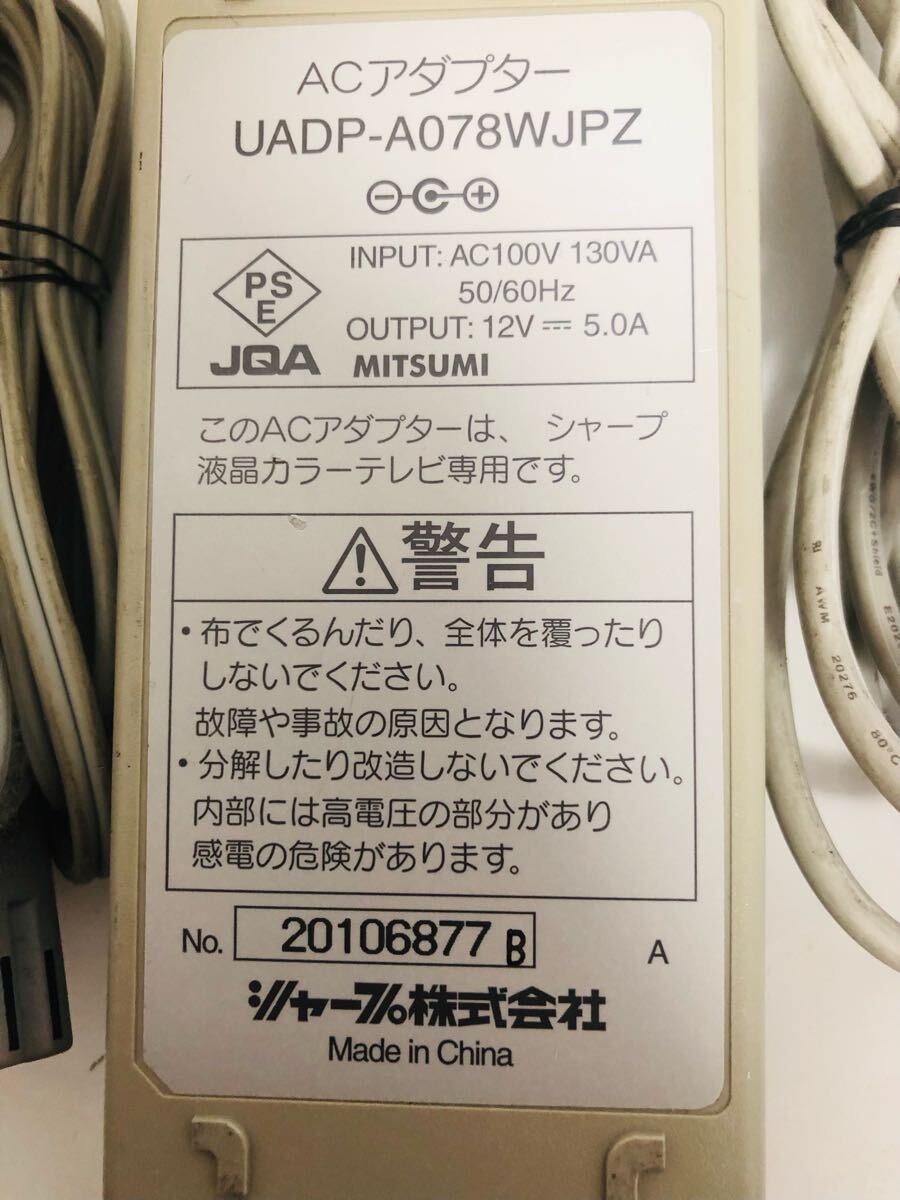 ACアダプター
UADP-A078WJPZ
PS
E
JQA
INPUT: AC100V 130VA
50/60Hz
OUTPUT: 12V ⎓ 5.0A
MITSUMI
このACアダプターは、 シャープ
液晶カラーテレビ専用です。
警告
・布でくるんだり、全体を覆ったり
しないでください。
故障や事故の原因となります。
・分解したり改造しないでください。
内部には高電圧の部分があり
感電の危険があります。
No. 20106877 B
A
シャープ株式会社
Made in China
AWM 20276 80°C